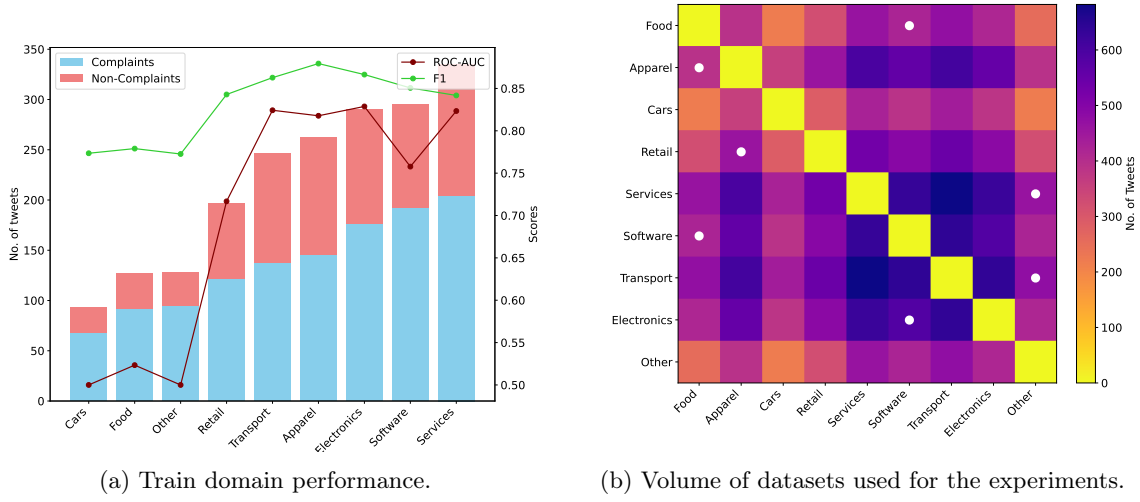 350
300
250
200
150
100
50
0
No. of tweets
Complaints
Non-Complaints
ROC-AUC
F1
0.85
0.80
0.75
0.70
0.65
0.60
0.55
0.50
Scores
Cars
Food
Other
Retail
Transport
Apparel
Electronics
Software
Services
(a) Train domain performance.
Food
Apparel
Cars
Retail
Services
Software
Transport
Electronics
Other
Food
Apparel
Cars
Retail
Services
Software
Transport
Electronics
Other
600
500
400
300
200
100
0
No. of Tweets
(b) Volume of datasets used for the experiments.